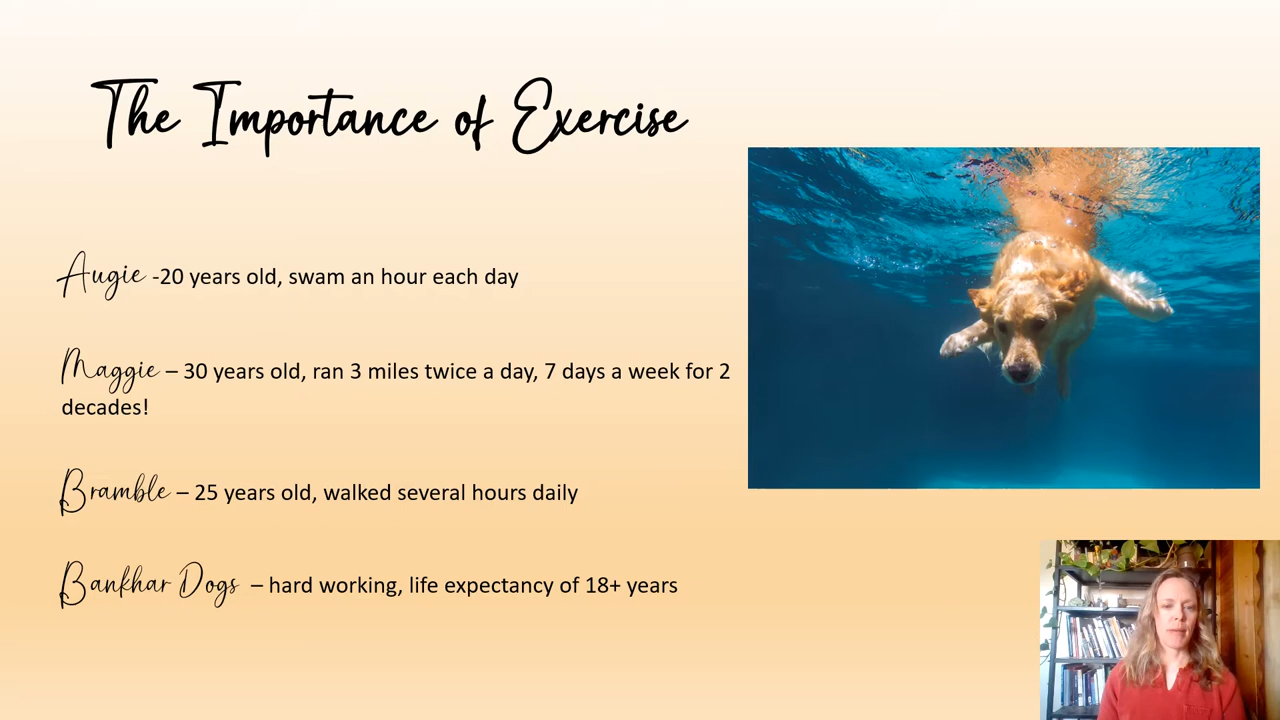 The Importance of Exercise
Augie -20 years old, swam an hour each day
Maggie – 30 years old, ran 3 miles twice a day, 7 days a week for 2
decades!
Bramble – 25 years old, walked several hours daily
Bankhar Dogs – hard working, life expectancy of 18+ years